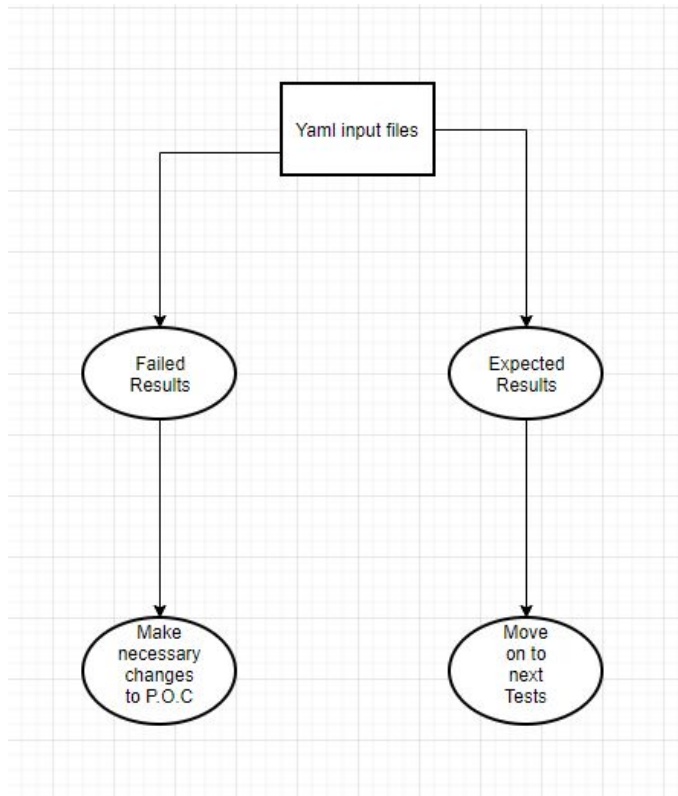 Yaml input files
Failed
Results
Expected
Results
Make
necessary
changes
to P.O.C
Move
on to
next
Tests